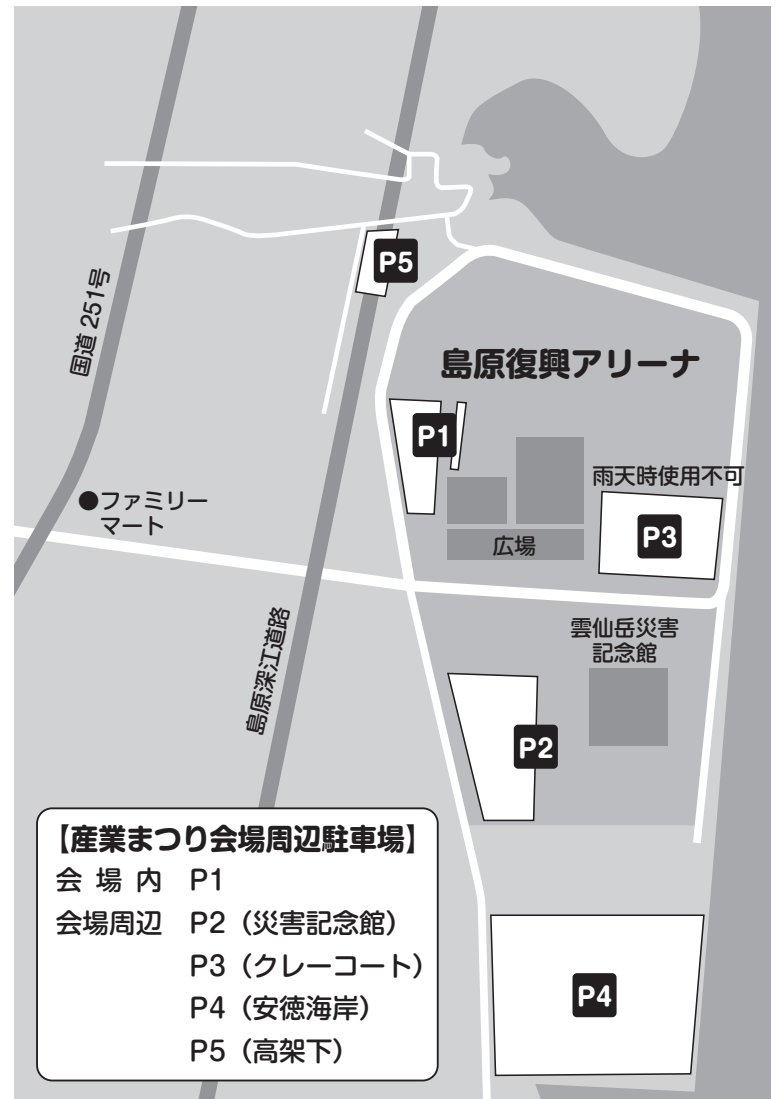 P5
国道251号
島原復興アリーナ
P1
雨天時使用不可
●ファミリー
マート
P3
広場
雲仙岳災害
記念館
島原深江道路
P2
【産業まつり会場周辺駐車場】
会場内 P1
会場周辺 P2（災害記念館）
P3（クレーコート）
P4（安徳海岸）
P5（高架下）
P4